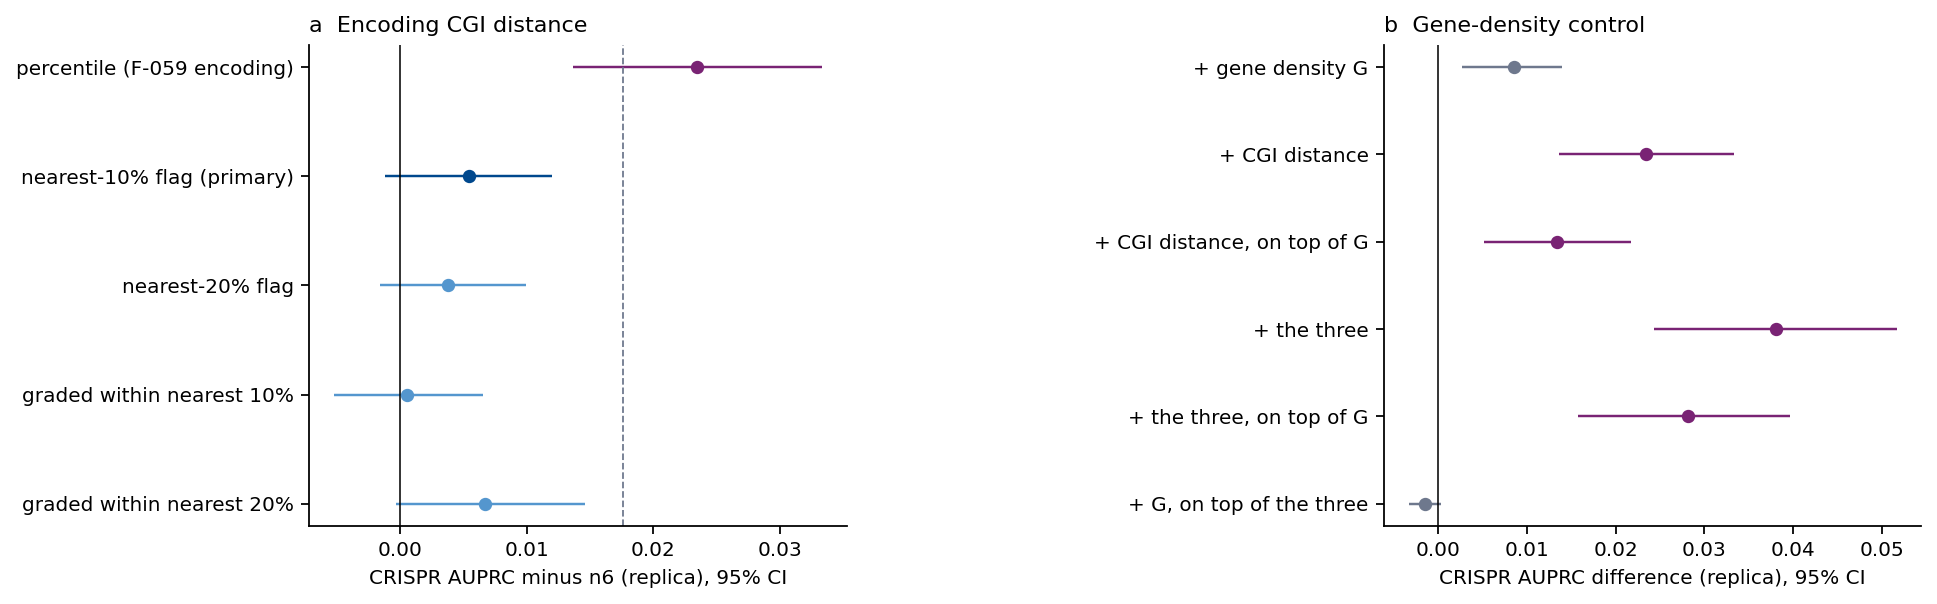 a  Encoding CGI distance
percentile (F-059 encoding)
nearest-10% flag (primary)
nearest-20% flag
graded within nearest 10%
graded within nearest 20%
0.00 0.01 0.02 0.03
CRISPR AUPRC minus n6 (replica), 95% CI
b  Gene-density control
+ gene density G
+ CGI distance
+ CGI distance, on top of G
+ the three
+ the three, on top of G
+ G, on top of the three
0.00 0.01 0.02 0.03 0.04 0.05
CRISPR AUPRC difference (replica), 95% CI